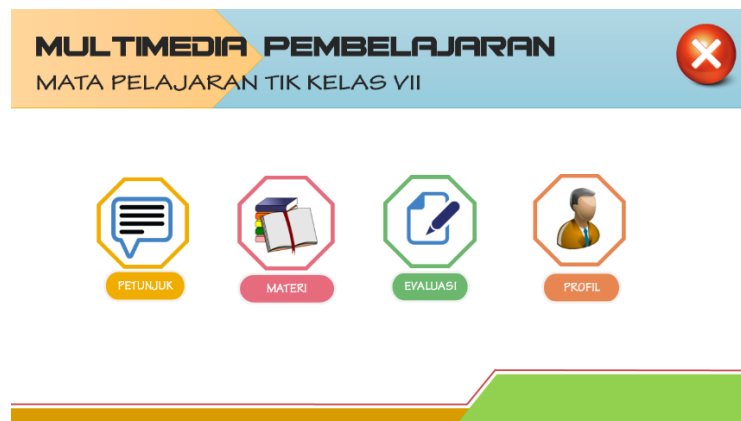 MULTIMEDIA PEMBELAJARAN
MATA PELAJARAN TIK KELAS VII
PETUNJUK
MATERI
EVALUASI
PROFIL